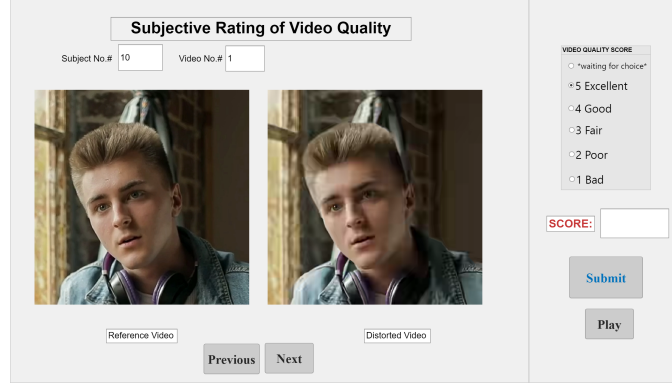 Subjective Rating of Video Quality
Subject No.# 10 Video No.# 1
Reference Video Distorted Video
Previous Next
VIDEO QUALITY SCORE
*waiting for choice*
5 Excellent
4 Good
3 Fair
2 Poor
1 Bad
SCORE:
Submit
Play